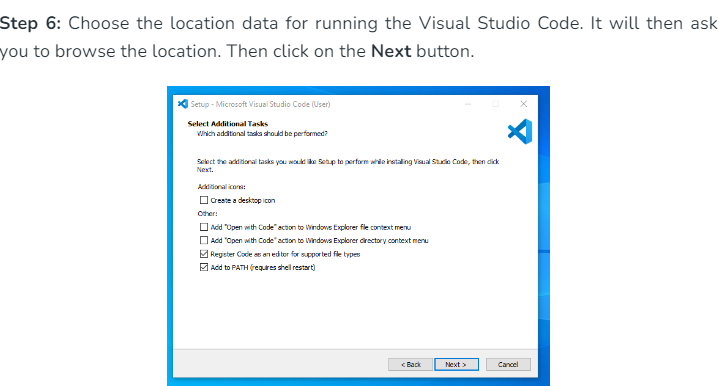 Step 6: Choose the location data for running the Visual Studio Code. It will then ask
you to browse the location. Then click on the Next button.
Setup - Microsoft Visual Studio Code (User)
Select Additional Tasks
Which additional tasks should be performed?
Select the additional tasks you would like Setup to perform while installing Visual Studio Code, then click
Next.
Additional icons:
Create a desktop icon
Other:
Add "Open with Code" action to Windows Explorer file context menu
Add "Open with Code" action to Windows Explorer directory context menu
Register Code as an editor for supported file types
Add to PATH (requires shell restart)
< Back Next > Cancel